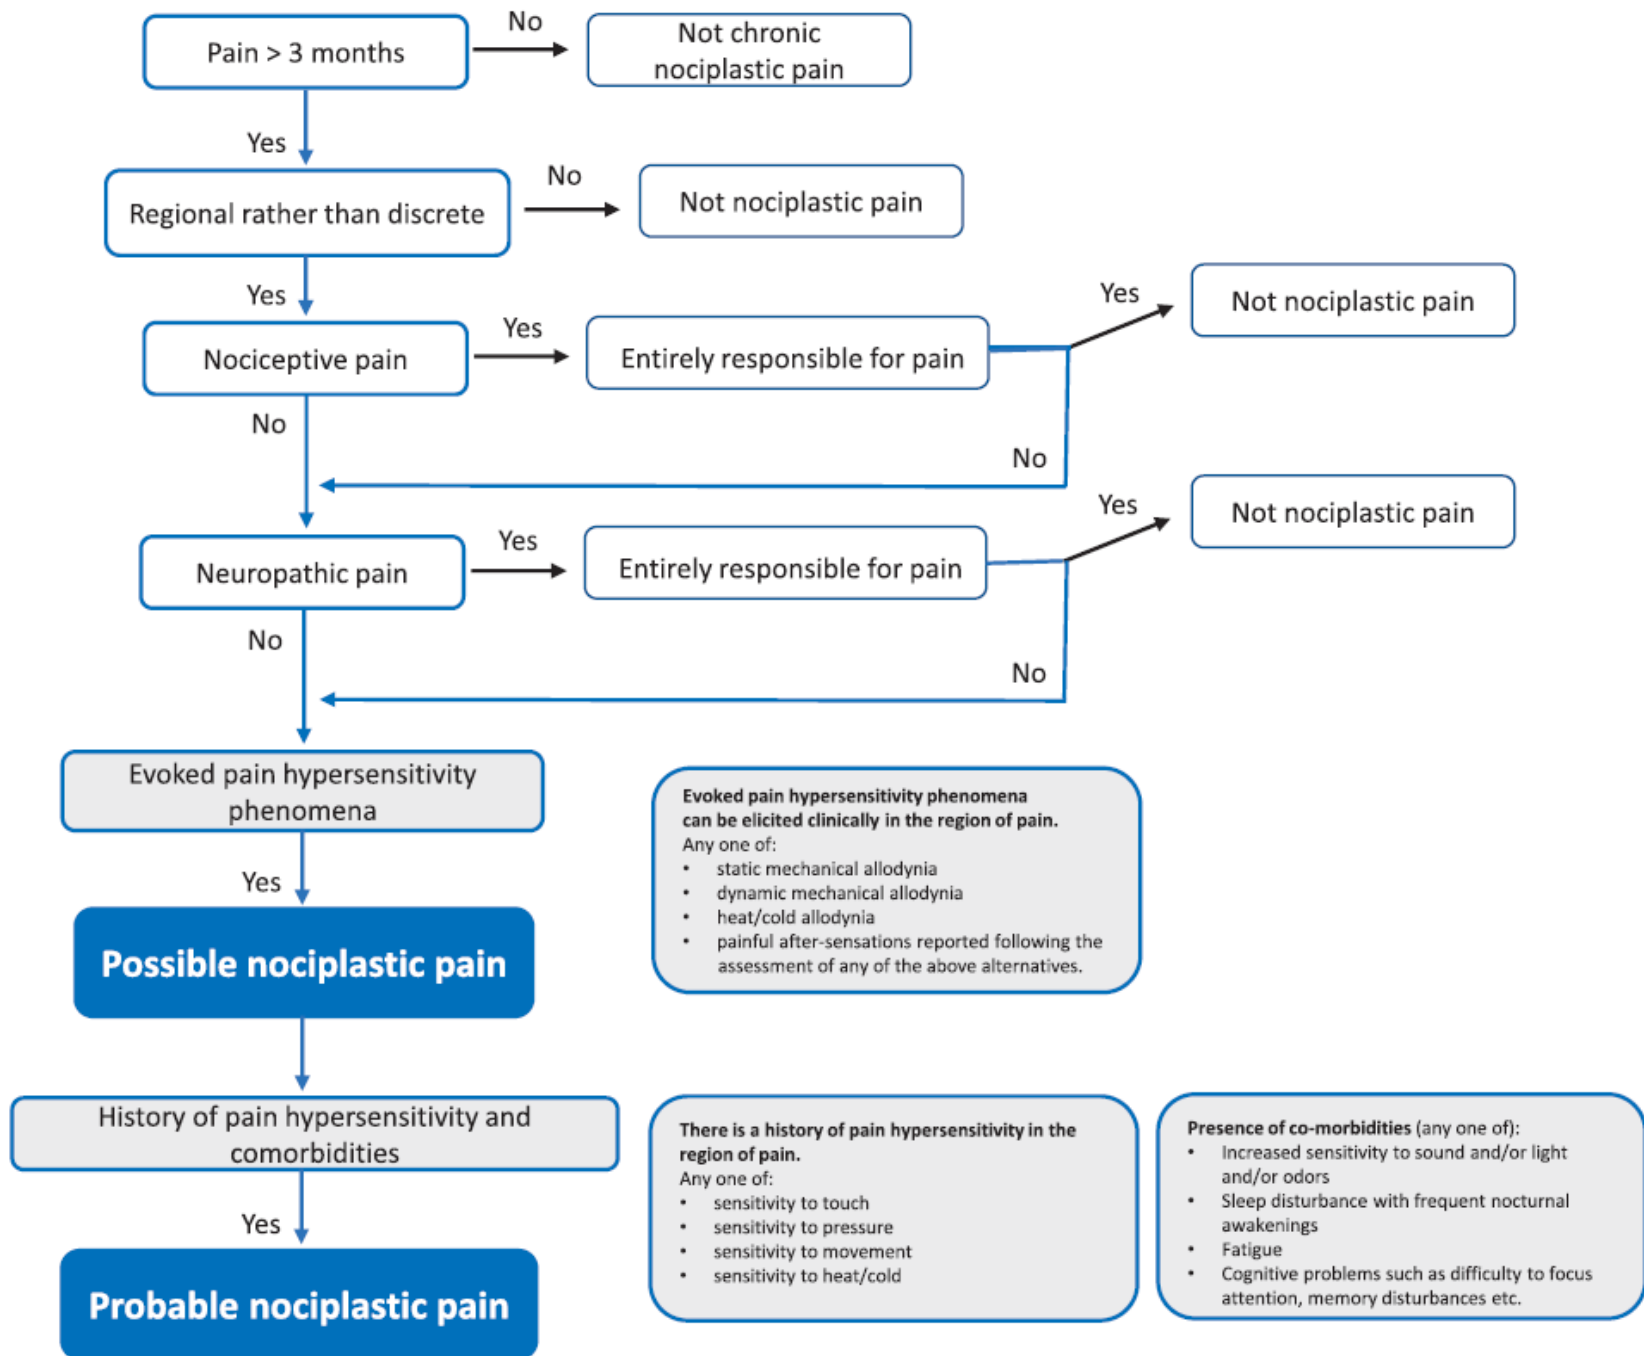 Pain > 3 months
No
Not chronic
nociplastic pain
Yes
Regional rather than discrete
No
Not nociplastic pain
Yes
Nociceptive pain
Yes
Entirely responsible for pain
Yes
Not nociplastic pain
No
No
Neuropathic pain
Yes
Entirely responsible for pain
Yes
Not nociplastic pain
No
No
Evoked pain hypersensitivity
phenomena
Evoked pain hypersensitivity phenomena
can be elicited clinically in the region of pain.
Any one of:
• static mechanical allodynia
• dynamic mechanical allodynia
• heat/cold allodynia
• painful after-sensations reported following the
assessment of any of the above alternatives.
Yes
Possible nociplastic pain
History of pain hypersensitivity and
comorbidities
There is a history of pain hypersensitivity in the
region of pain.
Any one of:
• sensitivity to touch
• sensitivity to pressure
• sensitivity to movement
• sensitivity to heat/cold
Presence of co-morbidities (any one of):
• Increased sensitivity to sound and/or light
and/or odors
• Sleep disturbance with frequent nocturnal
awakenings
• Fatigue
• Cognitive problems such as difficulty to focus
attention, memory disturbances etc.
Yes
Probable nociplastic pain